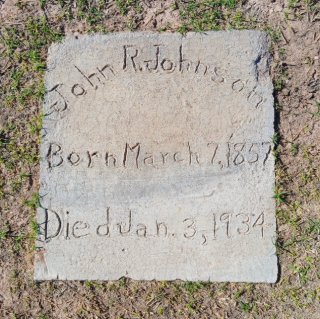 John R. Johnson
Born March 7, 1857
Died Jan. 3, 1934